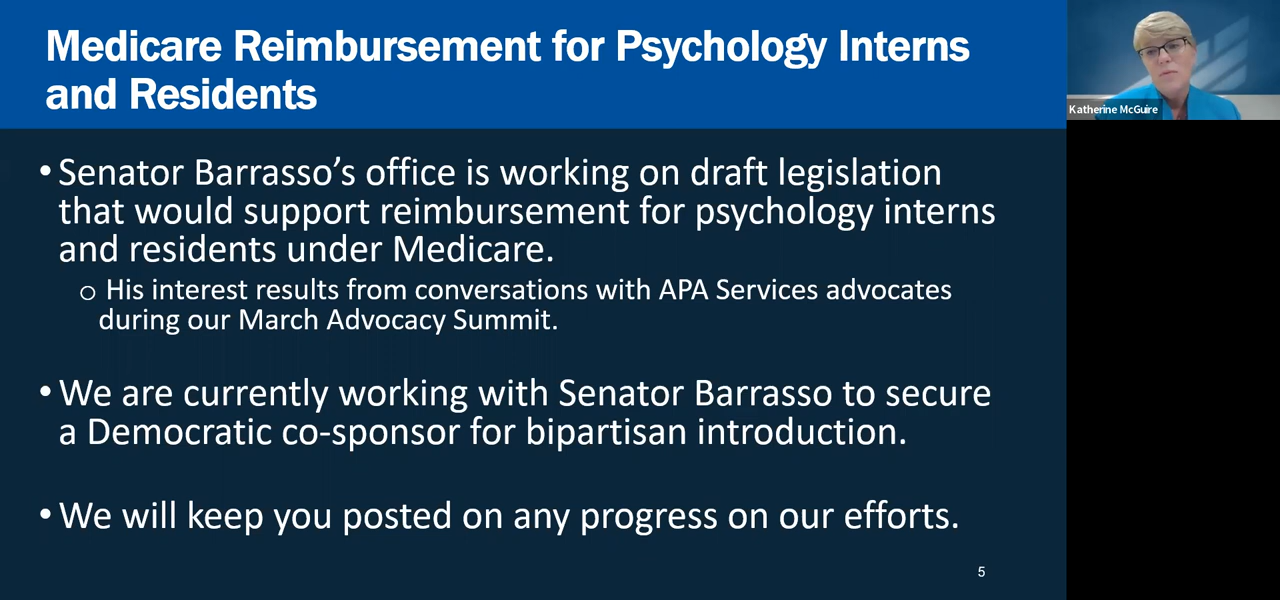 Medicare Reimbursement for Psychology Interns
and Residents
Katherine McGuire
• Senator Barrasso’s office is working on draft legislation
that would support reimbursement for psychology interns
and residents under Medicare.
o His interest results from conversations with APA Services advocates
during our March Advocacy Summit.
• We are currently working with Senator Barrasso to secure
a Democratic co-sponsor for bipartisan introduction.
• We will keep you posted on any progress on our efforts.
5